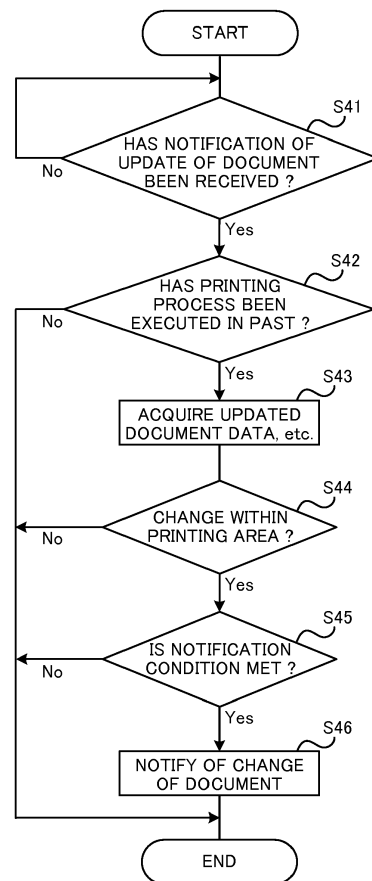 START
S41
HAS NOTIFICATION OF
UPDATE OF DOCUMENT
BEEN RECEIVED ?
No
Yes
S42
HAS PRINTING
PROCESS BEEN
EXECUTED IN PAST ?
No
Yes
S43
ACQUIRE UPDATED
DOCUMENT DATA, etc.
S44
CHANGE WITHIN
PRINTING AREA ?
No
Yes
S45
IS NOTIFICATION
CONDITION MET ?
No
Yes
S46
NOTIFY OF CHANGE
OF DOCUMENT
END